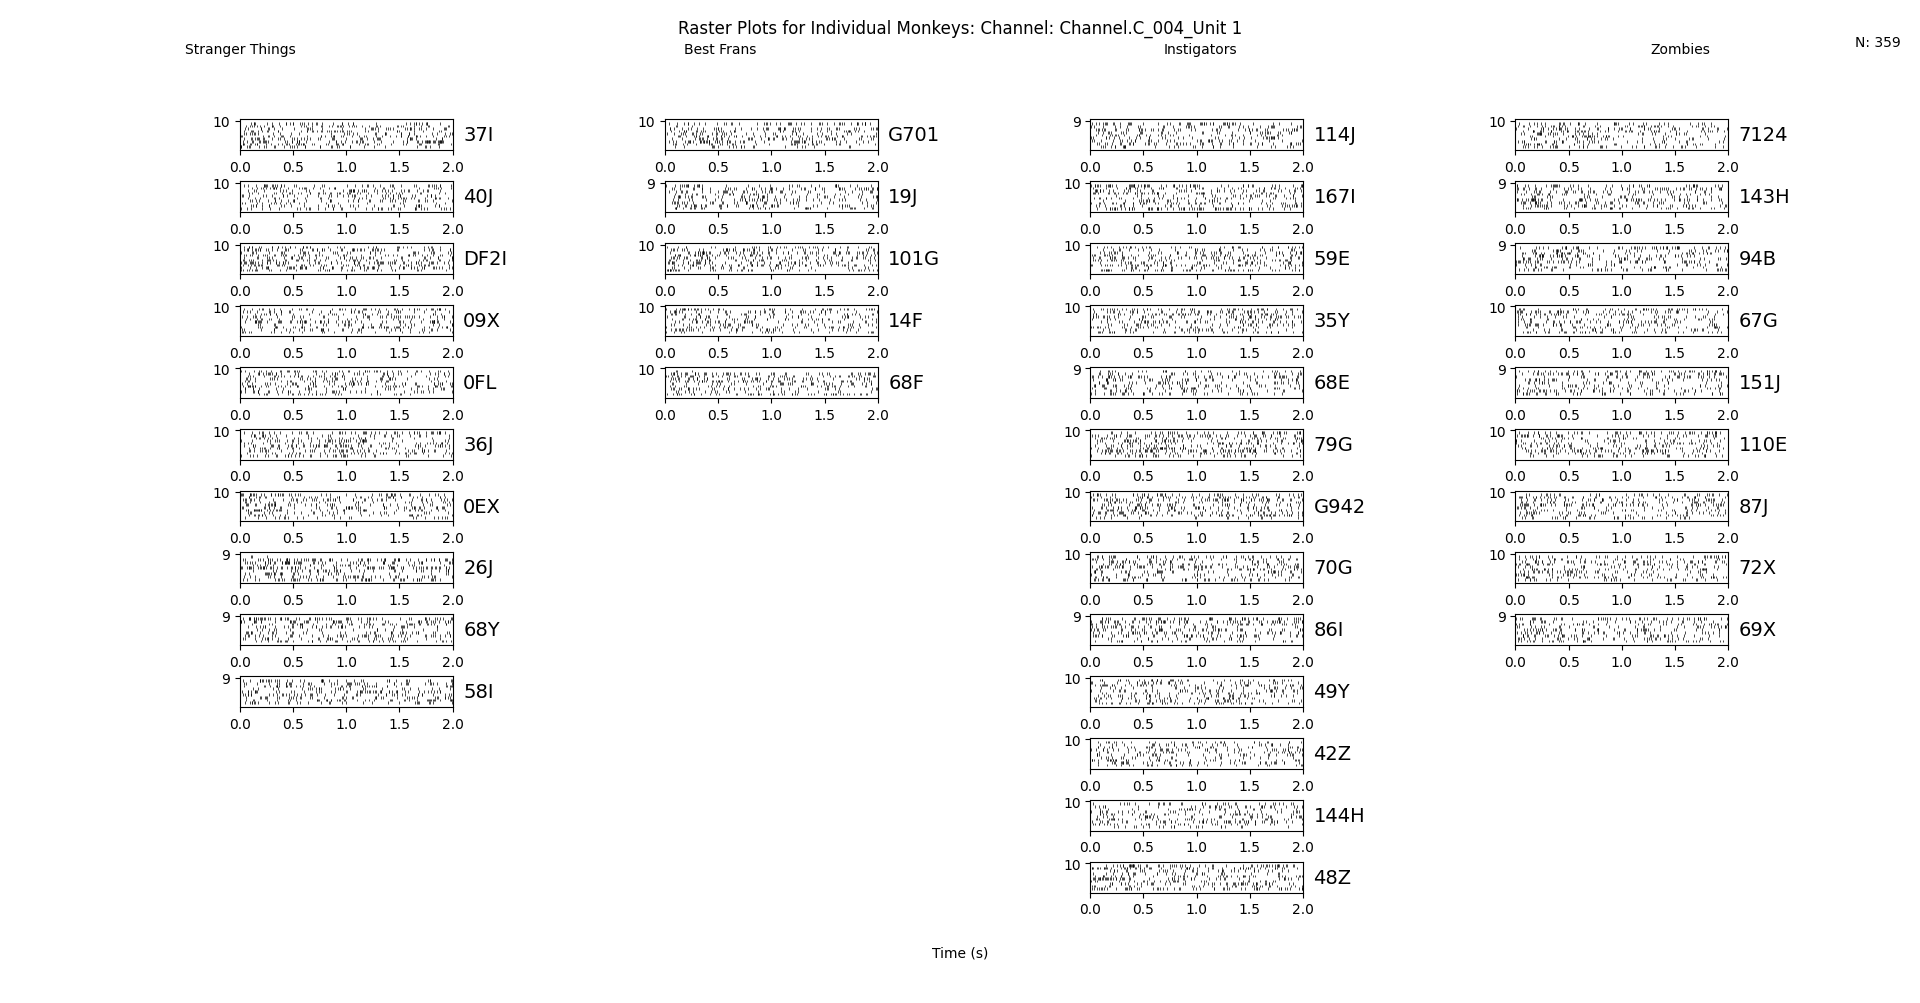 Raster Plots for Individual Monkeys: Channel: Channel.C_004_Unit 1
Stranger Things Best Frans Instigators Zombies N: 359
10 37I 10 G701 9 114J 10 7124
0.0 0.5 1.0 1.5 2.0 0.0 0.5 1.0 1.5 2.0 0.0 0.5 1.0 1.5 2.0 0.0 0.5 1.0 1.5 2.0
10 40J 9 19J 10 167I 9 143H
0.0 0.5 1.0 1.5 2.0 0.0 0.5 1.0 1.5 2.0 0.0 0.5 1.0 1.5 2.0 0.0 0.5 1.0 1.5 2.0
10 DF2I 10 101G 10 59E 9 94B
0.0 0.5 1.0 1.5 2.0 0.0 0.5 1.0 1.5 2.0 0.0 0.5 1.0 1.5 2.0 0.0 0.5 1.0 1.5 2.0
10 09X 10 14F 10 35Y 10 67G
0.0 0.5 1.0 1.5 2.0 0.0 0.5 1.0 1.5 2.0 0.0 0.5 1.0 1.5 2.0 0.0 0.5 1.0 1.5 2.0
10 0FL 10 68F 9 68E 9 151J
0.0 0.5 1.0 1.5 2.0 0.0 0.5 1.0 1.5 2.0 0.0 0.5 1.0 1.5 2.0 0.0 0.5 1.0 1.5 2.0
10 36J 10 79G 10 110E
0.0 0.5 1.0 1.5 2.0 0.0 0.5 1.0 1.5 2.0 0.0 0.5 1.0 1.5 2.0
10 0EX 10 G942 10 87J
0.0 0.5 1.0 1.5 2.0 0.0 0.5 1.0 1.5 2.0 0.0 0.5 1.0 1.5 2.0
9 26J 10 70G 10 72X
0.0 0.5 1.0 1.5 2.0 0.0 0.5 1.0 1.5 2.0 0.0 0.5 1.0 1.5 2.0
9 68Y 9 86I 9 69X
0.0 0.5 1.0 1.5 2.0 0.0 0.5 1.0 1.5 2.0 0.0 0.5 1.0 1.5 2.0
9 58I 10 49Y
0.0 0.5 1.0 1.5 2.0 0.0 0.5 1.0 1.5 2.0
10 42Z
0.0 0.5 1.0 1.5 2.0
10 144H
0.0 0.5 1.0 1.5 2.0
10 48Z
0.0 0.5 1.0 1.5 2.0
Time (s)